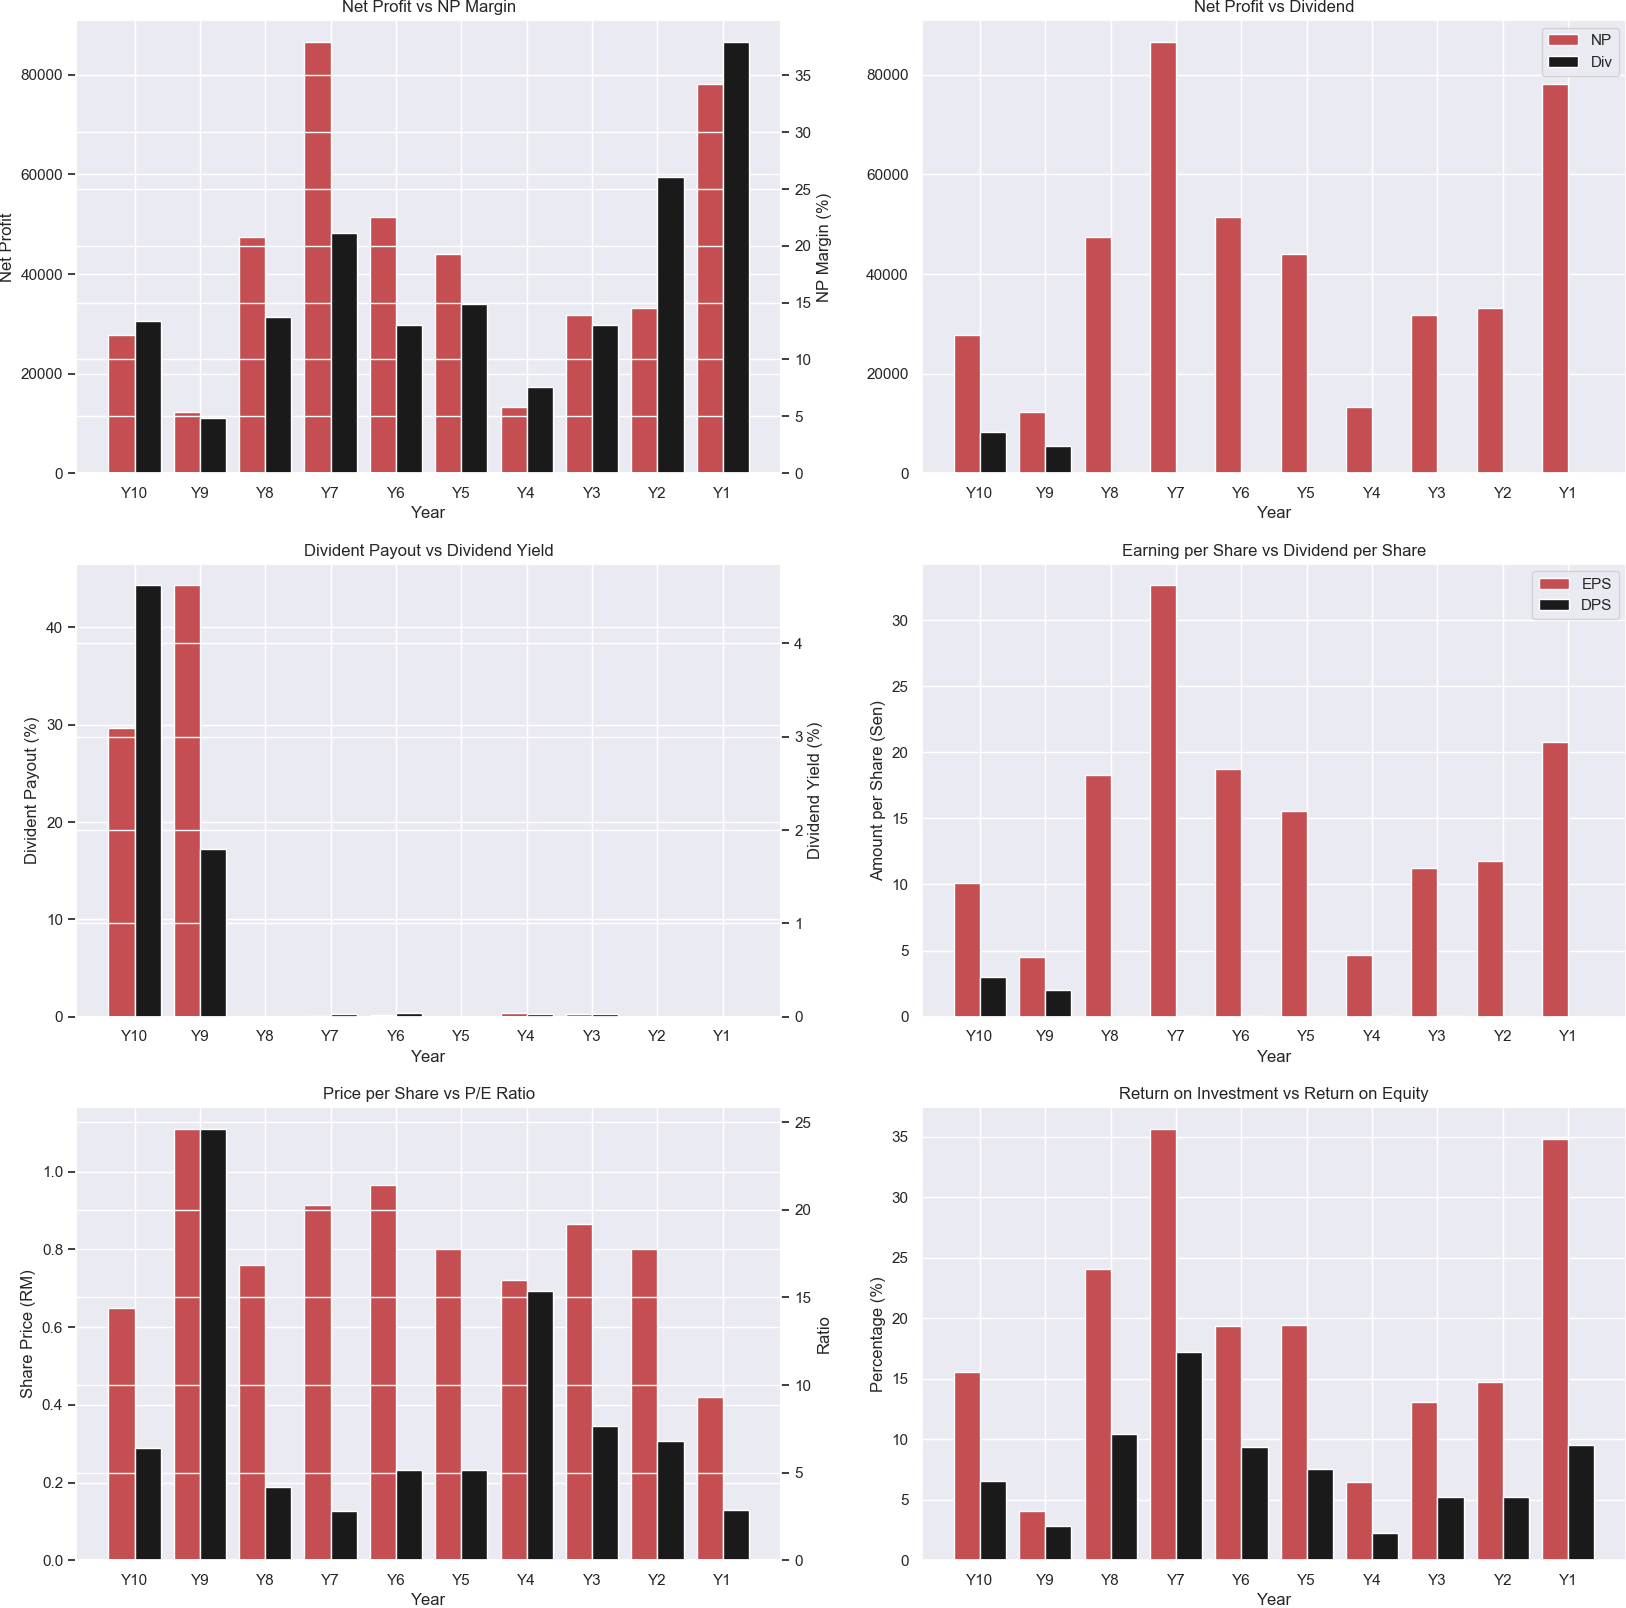 Net Profit vs NP Margin
Net Profit
80000
60000
40000
20000
0
35
30
25
20
15
10
5
0
NP Margin (%)
Y10 Y9 Y8 Y7 Y6 Y5 Y4 Y3 Y2 Y1
Year
Net Profit vs Dividend
NP
Div
80000
60000
40000
20000
0
Y10 Y9 Y8 Y7 Y6 Y5 Y4 Y3 Y2 Y1
Year
Divident Payout vs Dividend Yield
Divident Payout (%)
40
30
20
10
0
4
3
2
1
0
Dividend Yield (%)
Y10 Y9 Y8 Y7 Y6 Y5 Y4 Y3 Y2 Y1
Year
Earning per Share vs Dividend per Share
EPS
DPS
Amount per Share (Sen)
30
25
20
15
10
5
0
Y10 Y9 Y8 Y7 Y6 Y5 Y4 Y3 Y2 Y1
Year
Price per Share vs P/E Ratio
Share Price (RM)
1.0
0.8
0.6
0.4
0.2
0.0
25
20
15
10
5
0
Ratio
Y10 Y9 Y8 Y7 Y6 Y5 Y4 Y3 Y2 Y1
Year
Return on Investment vs Return on Equity
Percentage (%)
35
30
25
20
15
10
5
0
Y10 Y9 Y8 Y7 Y6 Y5 Y4 Y3 Y2 Y1
Year